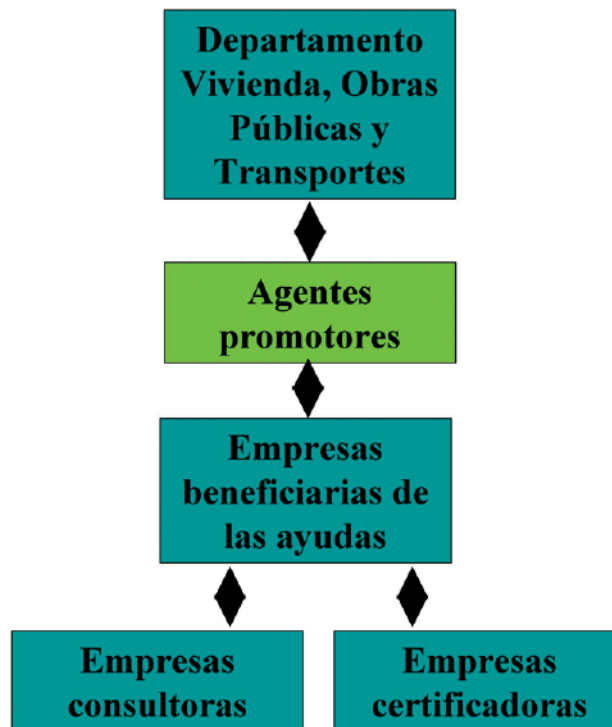 Departamento
Vivienda, Obras
Públicas y
Transportes
Agentes
promotores
Empresas
beneficiarias de
las ayudas
Empresas
consultoras
Empresas
certificadoras